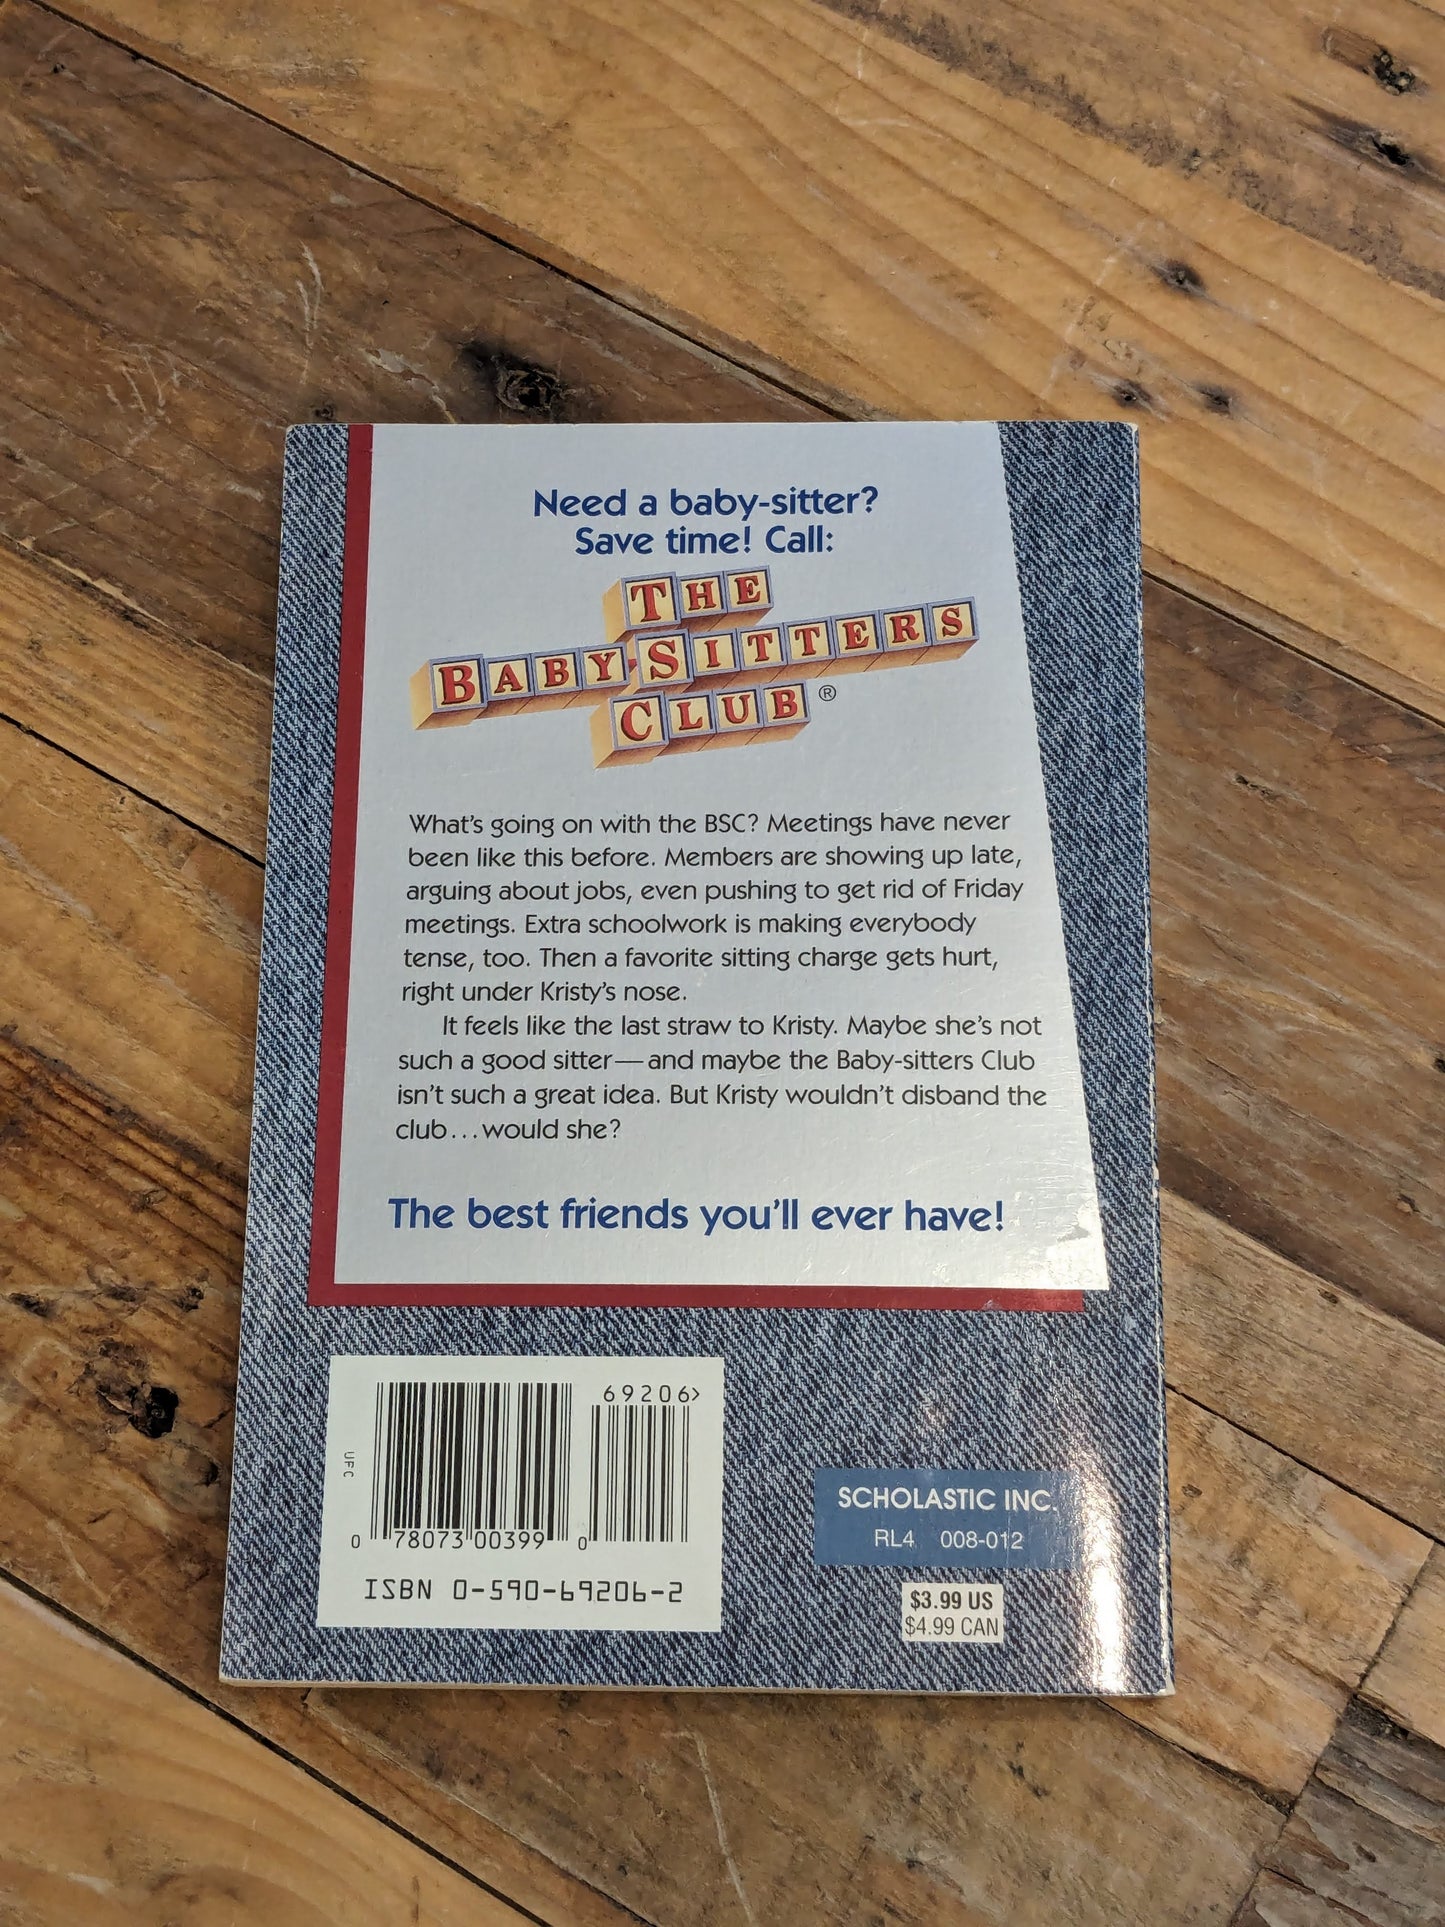 Need a baby-sitter?
Save time! Call:
THE
BABY-SITTERS
CLUB ®
What's going on with the BSC? Meetings have never
been like this before. Members are showing up late,
arguing about jobs, even pushing to get rid of Friday
meetings. Extra schoolwork is making everybody
tense, too. Then a favorite sitting charge gets hurt,
right under Kristy's nose.
It feels like the last straw to Kristy. Maybe she's not
such a good sitter—and maybe the Baby-sitters Club
isn't such a great idea. But Kristy wouldn't disband the
club...would she?
The best friends you'll ever have!
69206>
UFC
0 78073 00399 0
ISBN 0-590-69206-2
SCHOLASTIC INC.
RL4 008-012
$3.99 US
$4.99 CAN